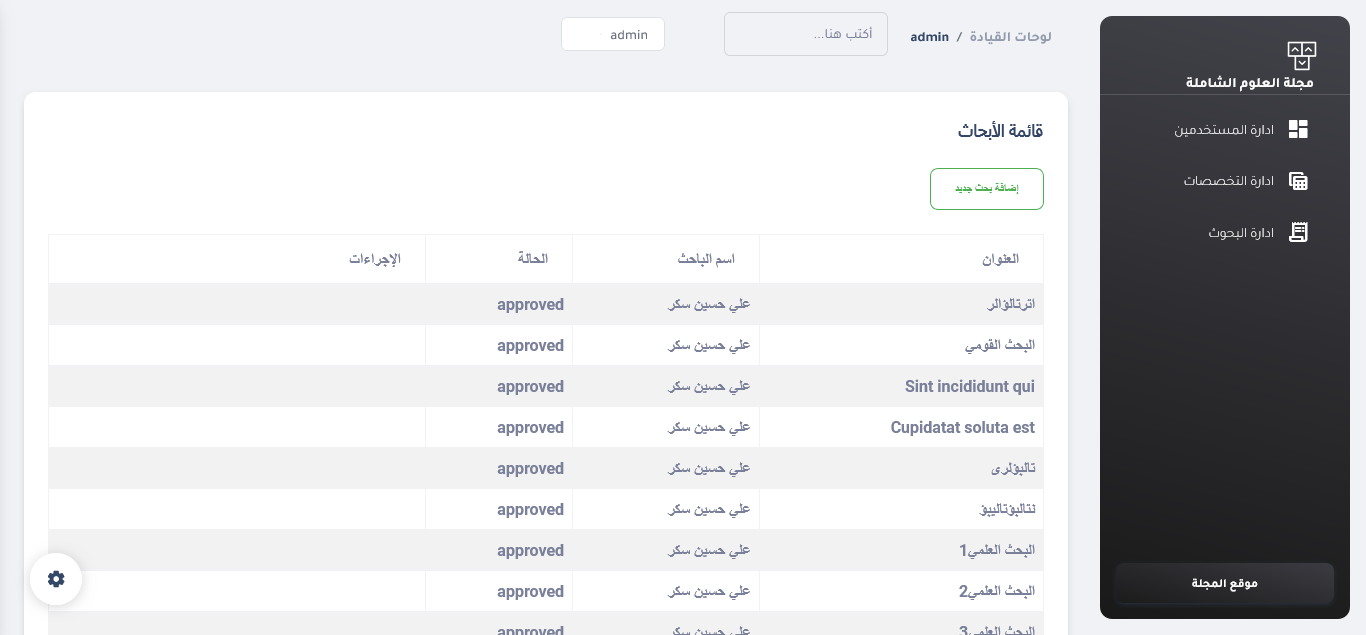 مجلة العلوم الشاملة
ادارة المستخدمين
ادارة التخصصات
ادارة البحوث
موقع المجلة
لوحات القيادة / admin
أكتب هنا...
admin
قائمة الأبحاث
إضافة بحث جديد
العنوان اسم الباحث الحالة الإجراءات
اترتالؤالر علي حسين سكر approved
البحث القومي علي حسين سكر approved
Sint incididunt qui علي حسين سكر approved
Cupidatat soluta est علي حسين سكر approved
تالبؤلرى علي حسين سكر approved
نتالبؤتاليبؤ علي حسين سكر approved
البحث العلمي1 علي حسين سكر approved
البحث العلمي2 علي حسين سكر approved
البحث العلمي3 علي حسين سكر approved